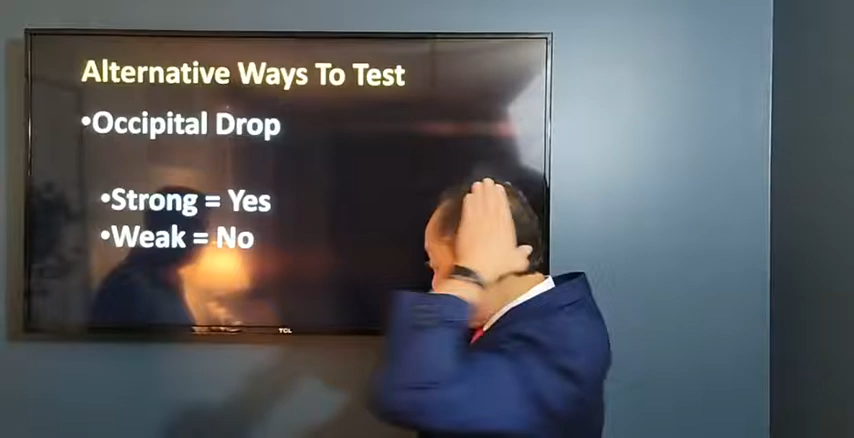 Alternative Ways To Test
•Occipital Drop
•Strong = Yes
•Weak = No
TCL